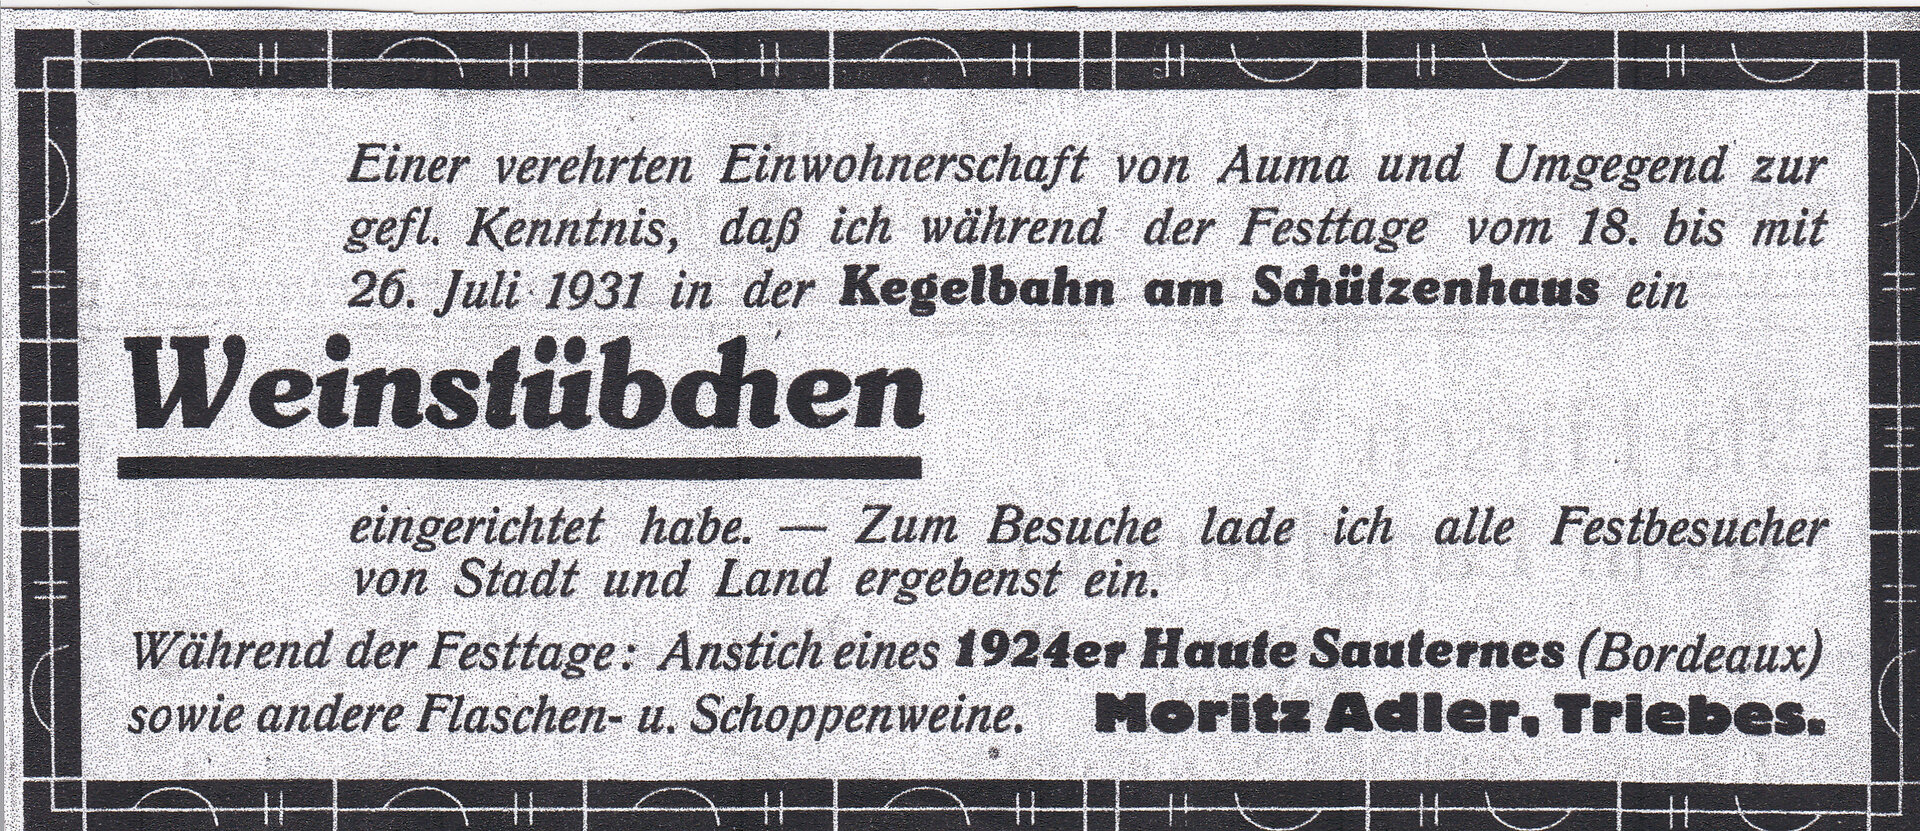 Einer verehrten Einwohnerschaft von Auma und Umgegend zur
gefl. Kenntnis, daß ich während der Festtage vom 18. bis mit
26. Juli 1931 in der Kegelbahn am Schützenhaus ein
Weinstübchen
eingerichtet habe. — Zum Besuche lade ich alle Festbesucher
von Stadt und Land ergebenst ein.
Während der Festtage: Anstich eines 1924er Haute Sauternes (Bordeaux)
sowie andere Flaschen- u. Schoppenweine. Moritz Adler, Triebes.